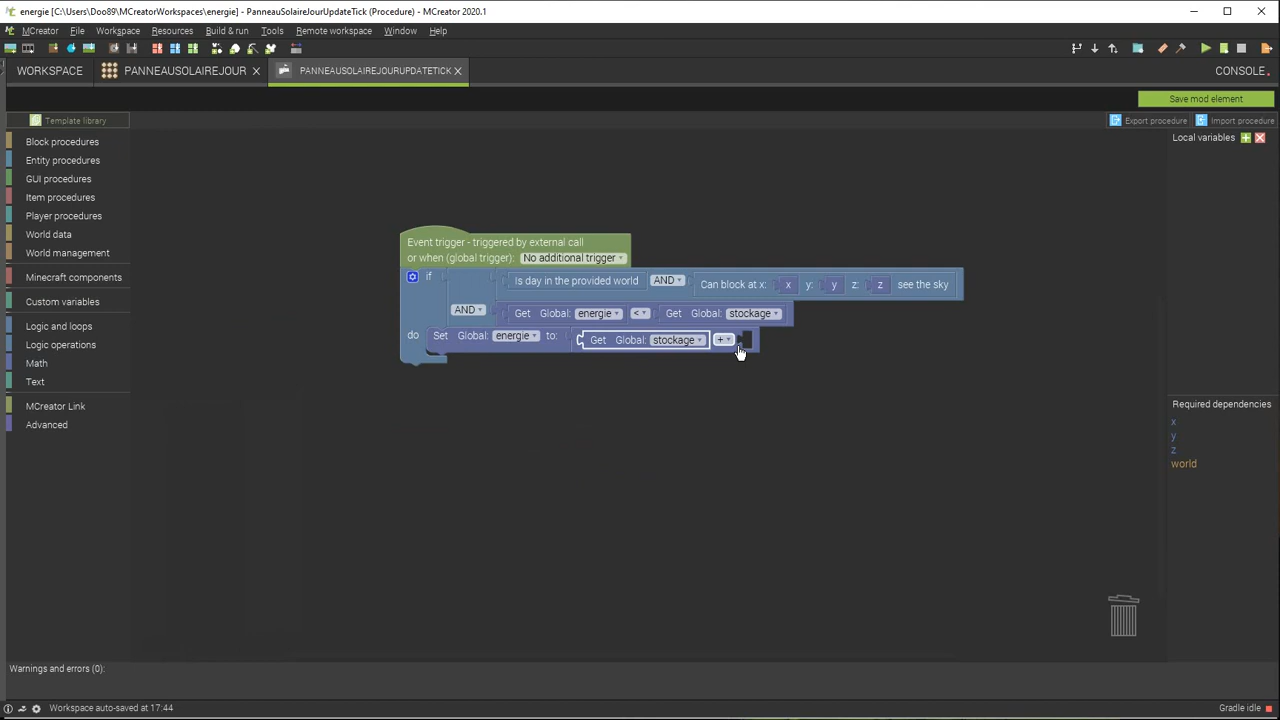 energie [C:\Users\Doo89\MCreatorWorkspaces\energie] - PanneauSolaireJourUpdateTick (Procedure) - MCreator 2020.1
MCreator File Workspace Resources Build & run Tools Remote workspace Window Help
WORKSPACE PANNEAUSOLAIREJOUR PANNEAUSOLAIREJOURUPDATETICK CONSOLE
Save mod element
Template library Export procedure Import procedure
Block procedures
Entity procedures
GUI procedures
Item procedures
Player procedures
World data
World management
Minecraft components
Custom variables
Logic and loops
Logic operations
Math
Text
MCreator Link
Advanced
Event trigger - triggered by external call
or when (global trigger): No additional trigger
if Is day in the provided world AND Can block at x: x y: y z: z see the sky
AND Get Global: energie < Get Global: stockage
do Set Global: energie to: Get Global: stockage +
Local variables
Required dependencies
x
y
z
world
Warnings and errors (0):
Workspace auto-saved at 17:44 Gradle idle